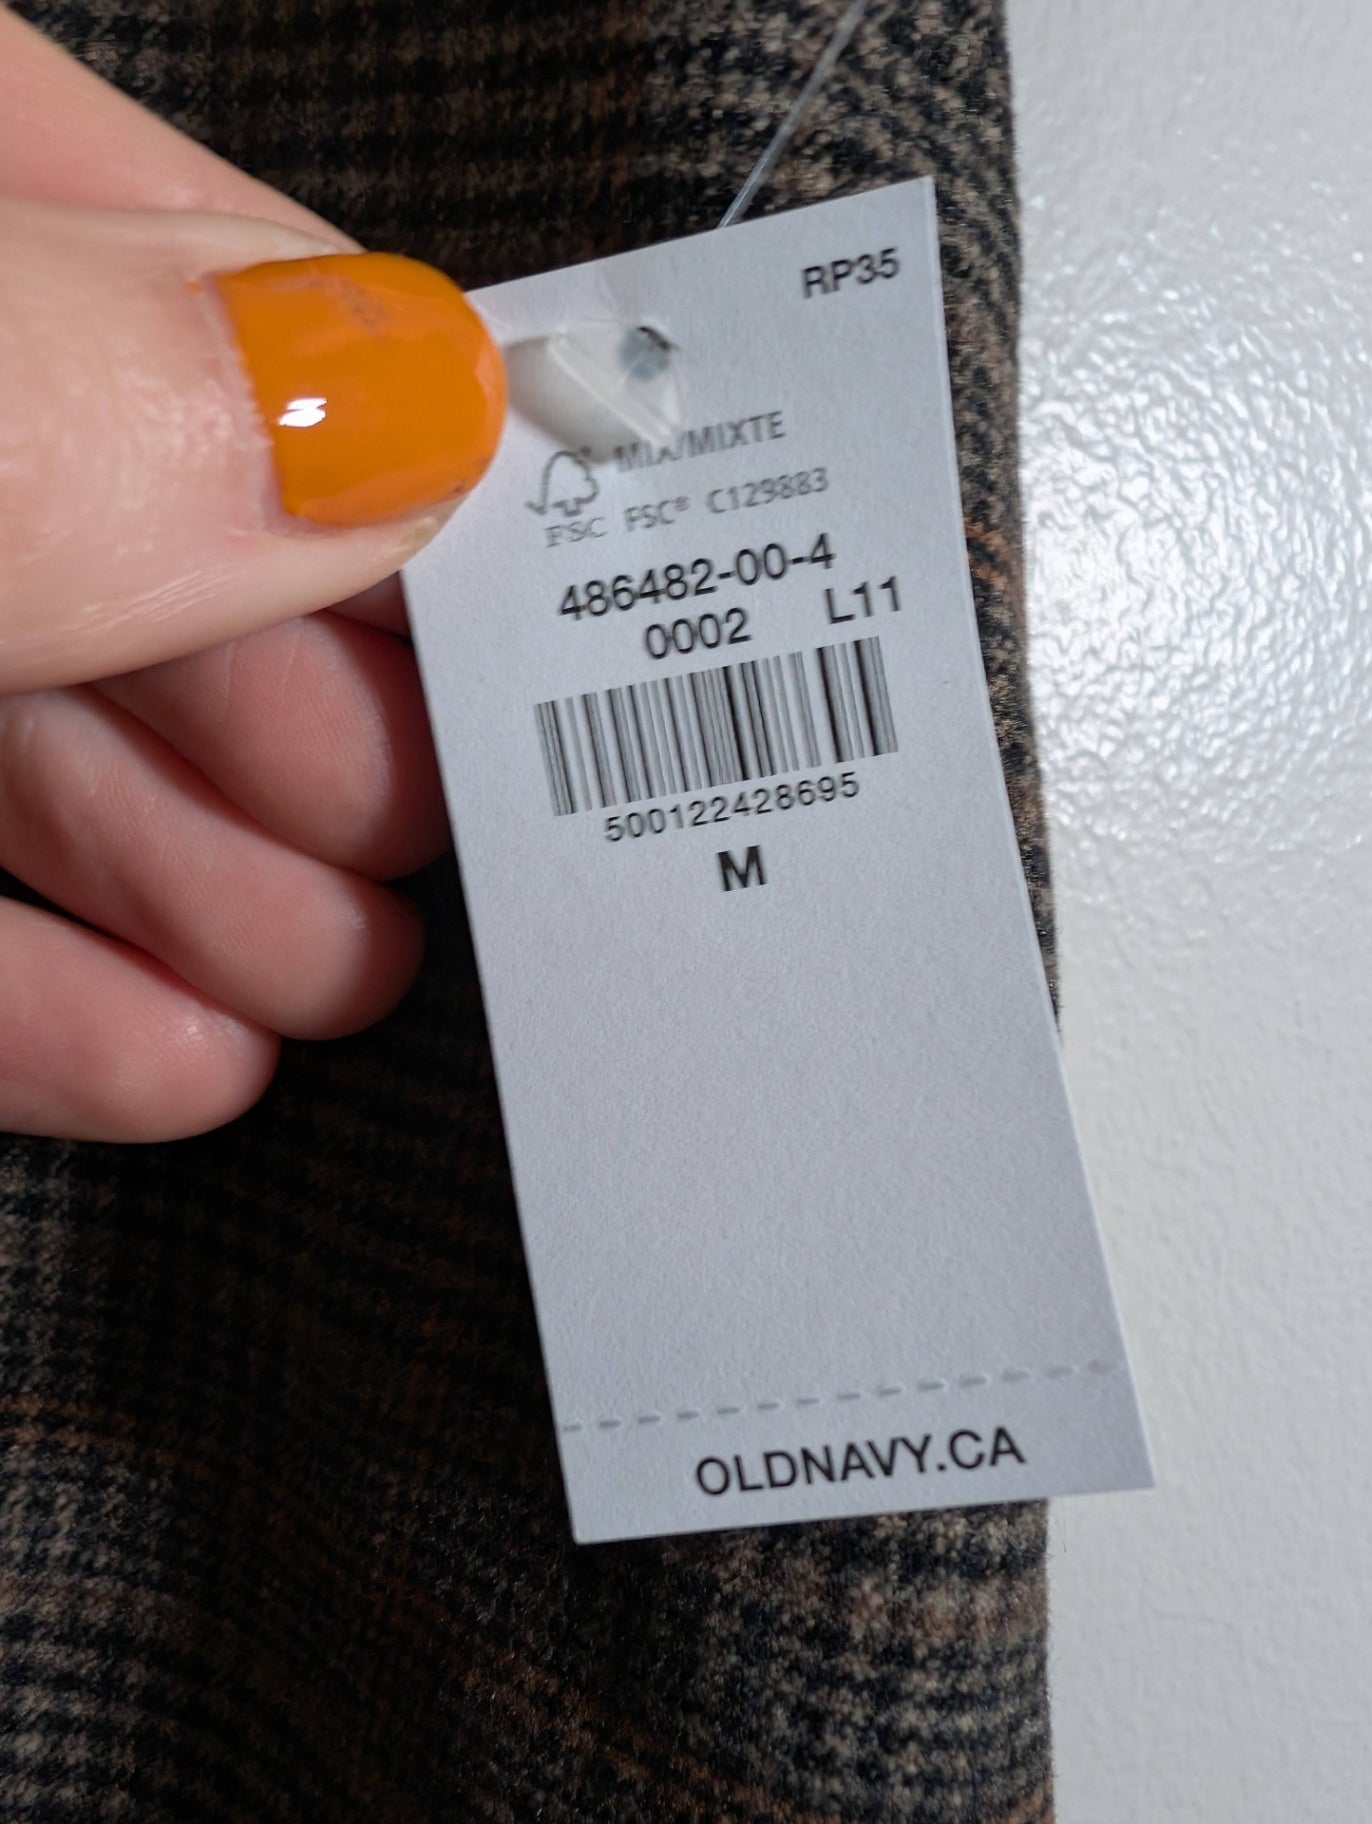 RP35
MIX/MIXTE
FSC FSC® C129883
486482-00-4
0002 L11
500122428695
M
OLDNAVY.CA